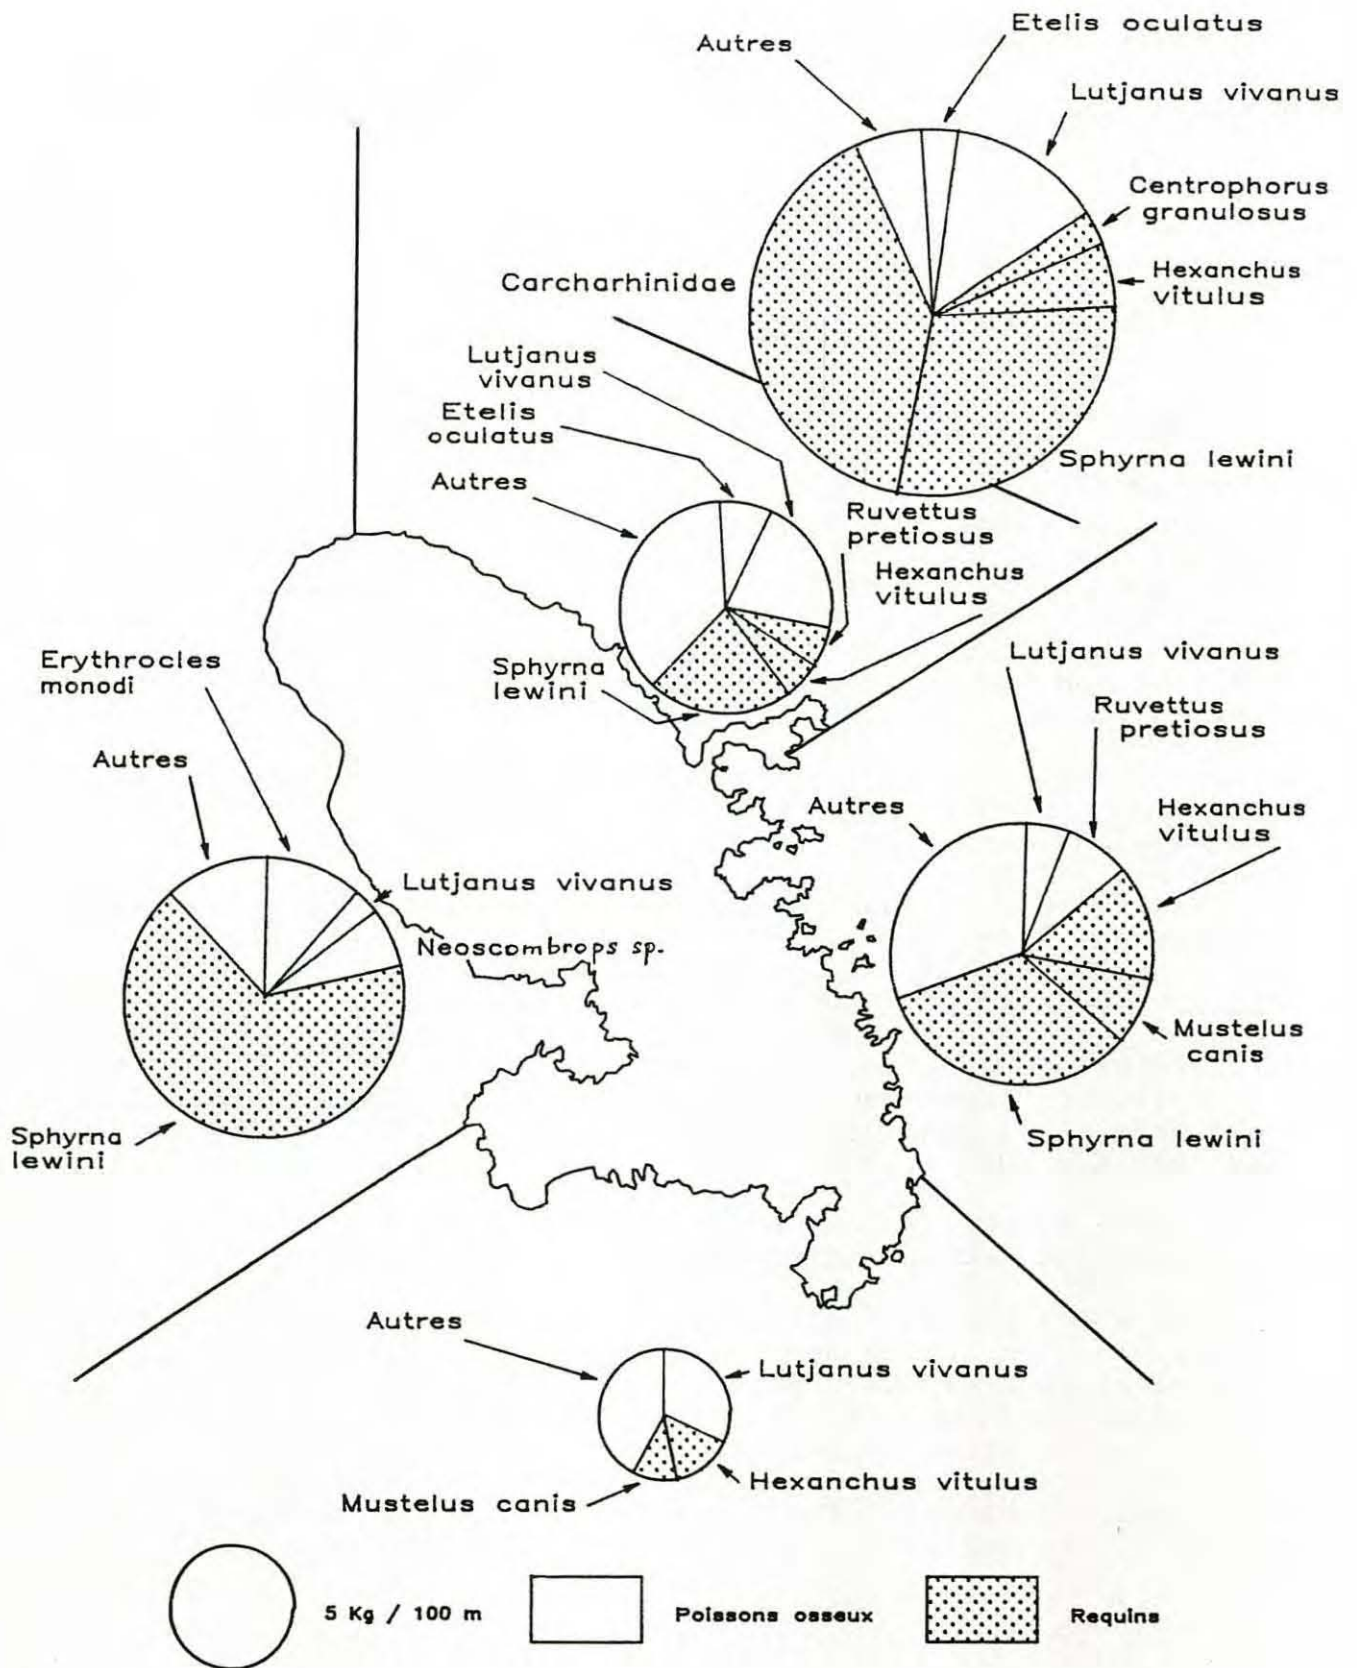 Etelis oculatus
Autres
Lutjanus vivanus
Centrophorus
granulosus
Hexanchus
vitulus
Carcharhinidae
Sphyrna lewini
Lutjanus
vivanus
Etelis
oculatus
Autres
Ruvettus
pretiosus
Hexanchus
vitulus
Sphyrna
lewini
Erythrocles
monodi
Autres
Lutjanus vivanus
Neoscombrops sp.
Sphyrna
lewini
Lutjanus vivanus
Ruvettus
pretiosus
Autres
Hexanchus
vitulus
Mustelus
canis
Sphyrna lewini
Autres
Lutjanus vivanus
Hexanchus vitulus
Mustelus canis
5 Kg / 100 m
Poissons osseux
Requins